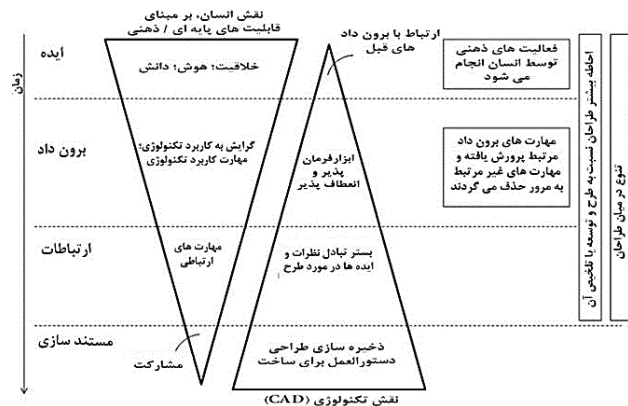 نقش انسان، بر مبنای
قابلیت های پایه ای / ذهنی
ارتباط با برون داد
های قبل
ایده
خلاقیت؛ هوش؛ دانش
فعالیت های ذهنی
توسط انسان انجام
می شود
زمان
برون داد
گرایش به کاربرد تکنولوژی؛
مهارت کاربرد تکنولوژی
ابزارفرمان
پذیر و
انعطاف پذیر
مهارت های برون داد
مرتبط پرورش یافته و
مهارت های غیر مرتبط
به مرور حذف می گردند
ارتباطات
مهارت های
ارتباطی
بستر تبادل نظرات و
ایده ها در مورد طرح
احاطه بیشتر طراحان نسبت به طرح و توسعه یا تلخیص آن
تنوع در میان طراحان
مستند سازی
مشارکت
ذخیره سازی طراحی
دستورالعمل برای ساخت
نقش تکنولوژی (CAD)